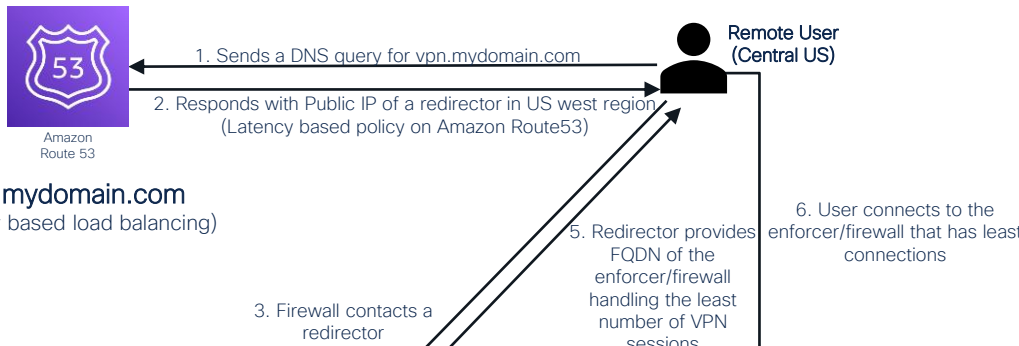 53
Amazon
Route 53
Remote User
(Central US)
1. Sends a DNS query for vpn.mydomain.com
2. Responds with Public IP of a redirector in US west region
(Latency based policy on Amazon Route53)
mydomain.com
based load balancing)
3. Firewall contacts a
redirector
5. Redirector provides
FQDN of the
enforcer/firewall
handling the least
number of VPN
sessions
6. User connects to the
enforcer/firewall that has least
connections